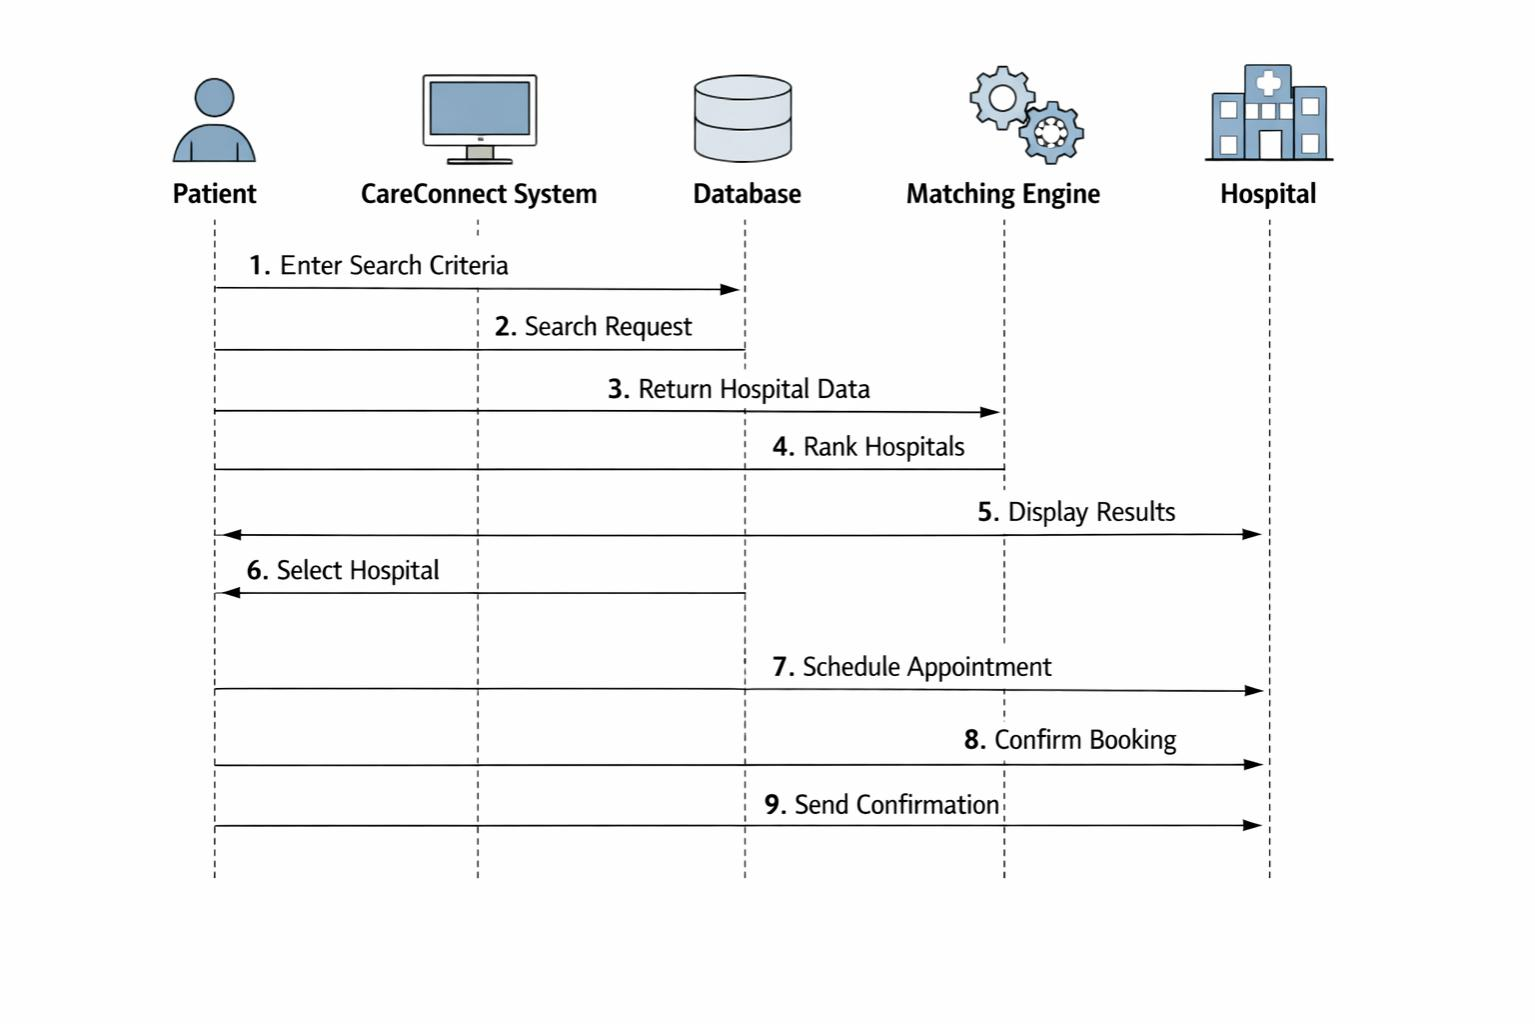 Patient
CareConnect System
Database
Matching Engine
Hospital
1. Enter Search Criteria
2. Search Request
3. Return Hospital Data
4. Rank Hospitals
5. Display Results
6. Select Hospital
7. Schedule Appointment
8. Confirm Booking
9. Send Confirmation